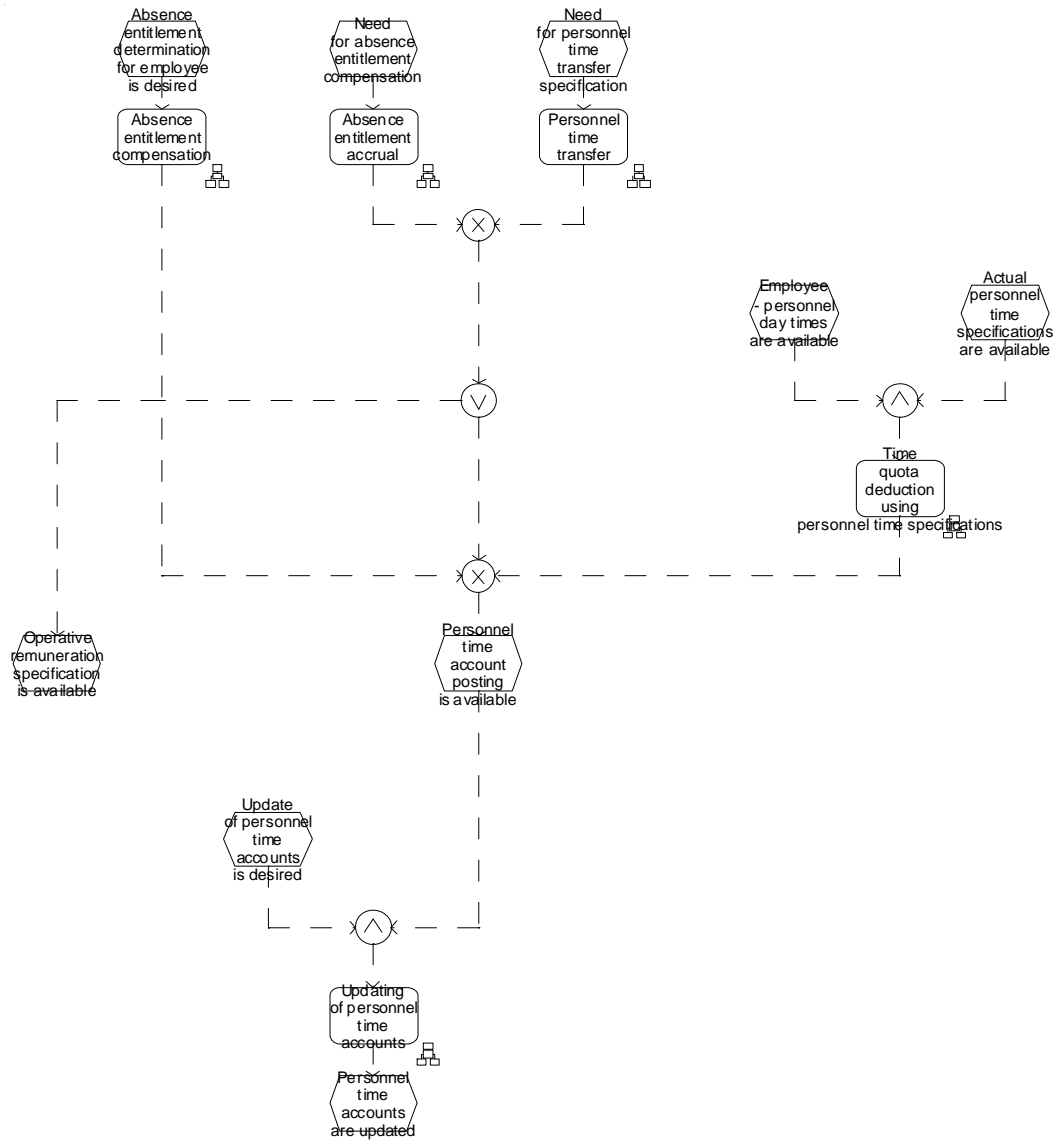 Absence
entitlement
determination
for employee
is desired
Need
for absence
entitlement
compensation
Need
for personnel
time
transfer
specification
Absence
entitlement
compensation
Absence
entitlement
accrual
Personnel
time
transfer
Employee
- personnel
day times
are available
Actual
personnel
time
specifications
are available
Time
quota
deduction
using
personnel time specifications
Operative
remuneration
specification
is available
Personnel
time
account
posting
is available
Update
of personnel
time
accounts
is desired
Updating
of personnel
time
accounts
Personnel
time
accounts
are updated